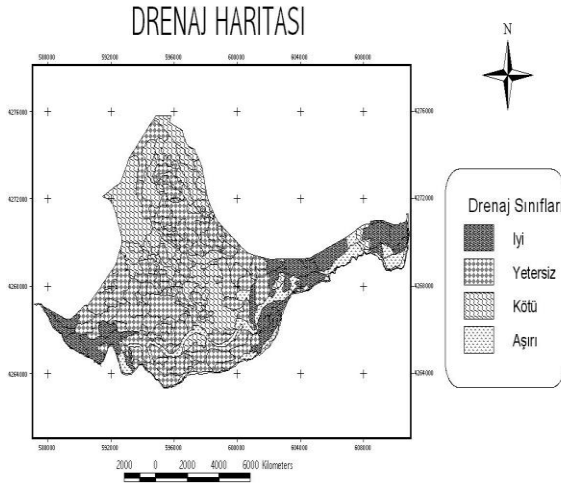 DRENAJ HARITASI
N
588000 592000 596000 600000 604000 608000
4276000 4276000
4272000 4272000
4268000 4268000
4264000 4264000
588000 592000 596000 600000 604000 608000
Drenaj Sınıfları
İyi
Yetersiz
Kötü
Aşırı
2000 0 2000 4000 6000 Kilometers